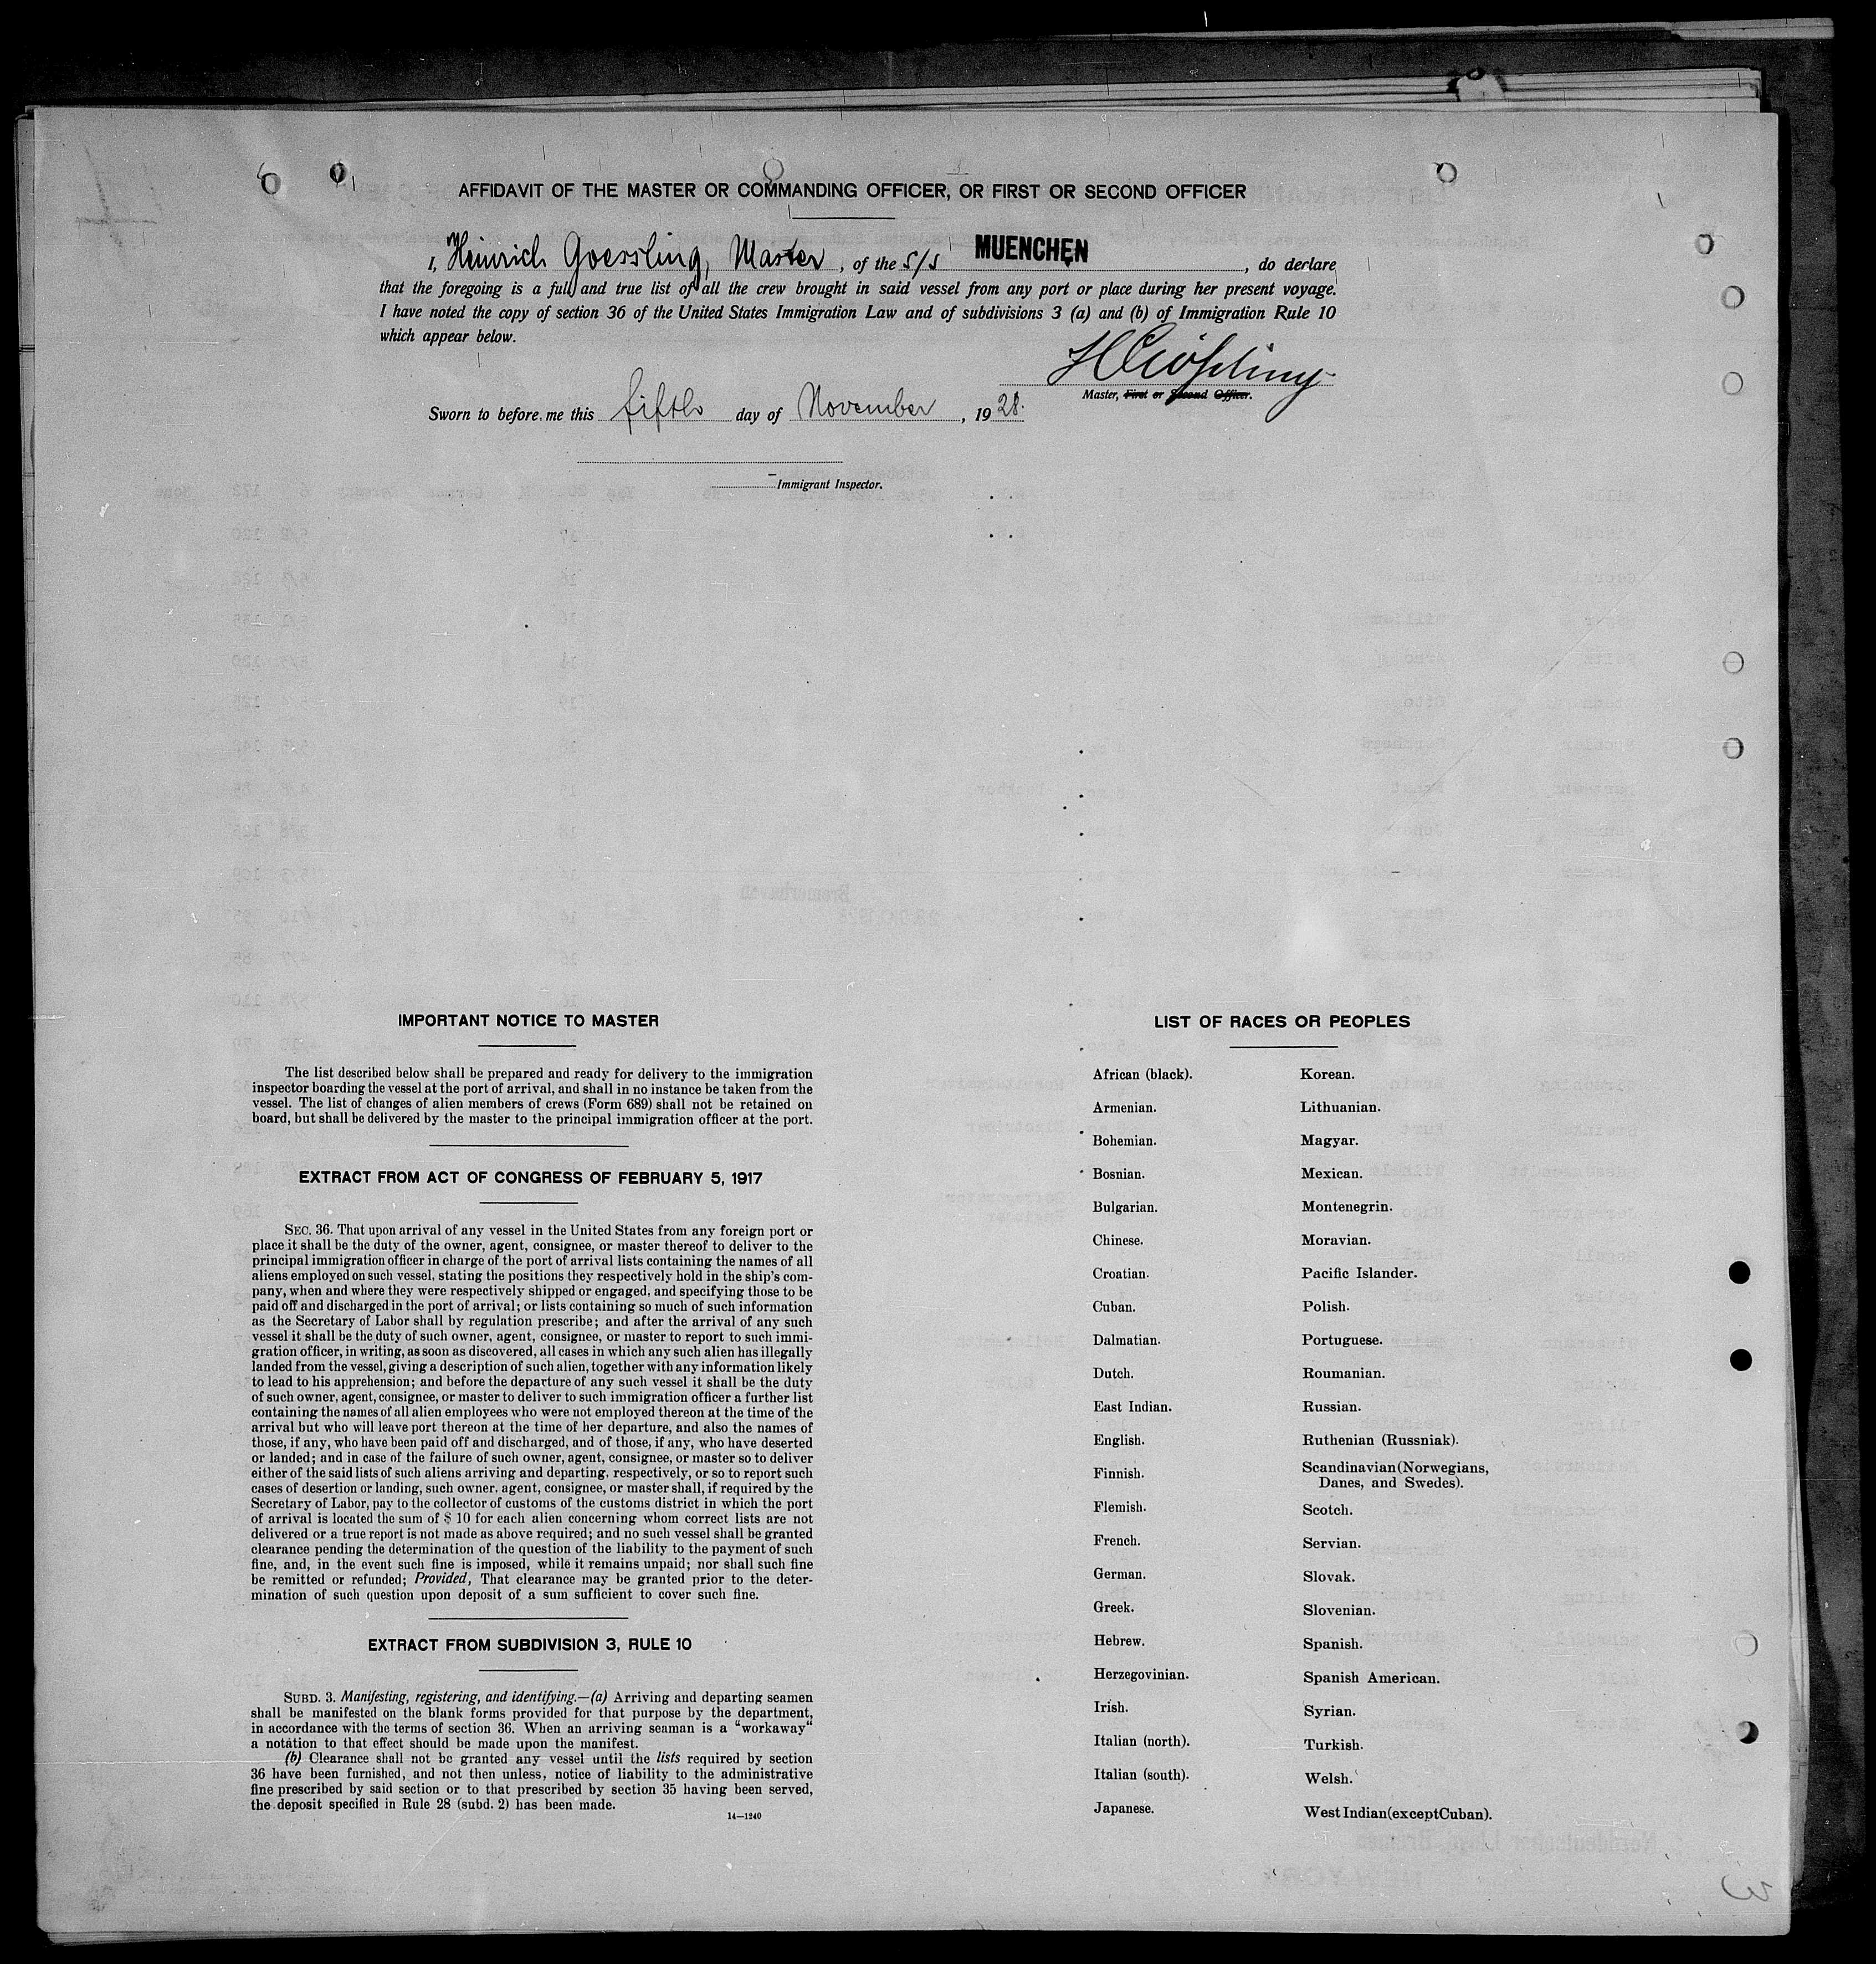 AFFIDAVIT OF THE MASTER OR COMMANDING OFFICER, OR FIRST OR SECOND OFFICER
I, Heinrich Goessling, Master, of the S/S MUENCHEN, do declare
that the foregoing is a full and true list of all the crew brought in said vessel from any port or place during her present voyage.
I have noted the copy of section 36 of the United States Immigration Law and of subdivisions 3 (a) and (b) of Immigration Rule 10
which appear below.
Master, First or Second Officer.
Sworn to before me this fifth day of November, 1928.
Immigrant Inspector.
IMPORTANT NOTICE TO MASTER
The list described below shall be prepared and ready for delivery to the immigration
inspector boarding the vessel at the port of arrival, and shall in no instance be taken from the
vessel. The list of changes of alien members of crews (Form 689) shall not be retained on
board, but shall be delivered by the master to the principal immigration officer at the port.
EXTRACT FROM ACT OF CONGRESS OF FEBRUARY 5, 1917
SEC. 36. That upon arrival of any vessel in the United States from any foreign port or
place it shall be the duty of the owner, agent, consignee, or master thereof to deliver to the
principal immigration officer in charge of the port of arrival lists containing the names of all
aliens employed on such vessel, stating the positions they respectively hold in the ship's com-
pany, when and where they were respectively shipped or engaged, and specifying those to be
paid off and discharged in the port of arrival; or lists containing so much of such information
as the Secretary of Labor shall by regulation prescribe; and after the arrival of any such
vessel it shall be the duty of such owner, agent, consignee, or master to report to such immi-
gration officer, in writing, as soon as discovered, all cases in which any such alien has illegally
landed from the vessel, giving a description of such alien, together with any information likely
to lead to his apprehension; and before the departure of any such vessel it shall be the duty
of such owner, agent, consignee, or master to deliver to such immigration officer a further list
containing the names of all alien employees who were not employed thereon at the time of the
arrival but who will leave port thereon at the time of her departure, and also the names of
those, if any, who have been paid off and discharged, and of those, if any, who have deserted
or landed; and in case of the failure of such owner, agent, consignee, or master so to deliver
either of the said lists of such aliens arriving and departing, respectively, or so to report such
cases of desertion or landing, such owner, agent, consignee, or master shall, if required by the
Secretary of Labor, pay to the collector of customs of the customs district in which the port
of arrival is located the sum of $ 10 for each alien concerning whom correct lists are not
delivered or a true report is not made as above required; and no such vessel shall be granted
clearance pending the determination of the question of the liability to the payment of such
fine, and, in the event such fine is imposed, while it remains unpaid; nor shall such fine
be remitted or refunded; Provided, That clearance may be granted prior to the deter-
mination of such question upon deposit of a sum sufficient to cover such fine.
EXTRACT FROM SUBDIVISION 3, RULE 10
SUBD. 3. Manifesting, registering, and identifying.—(a) Arriving and departing seamen
shall be manifested on the blank forms provided for that purpose by the department,
in accordance with the terms of section 36. When an arriving seaman is a "workaway"
a notation to that effect should be made upon the manifest.
(b) Clearance shall not be granted any vessel until the lists required by section
36 have been furnished, and not then unless, notice of liability to the administrative
fine prescribed by said section or to that prescribed by section 35 having been served,
the deposit specified in Rule 28 (subd. 2) has been made.
14—1240
LIST OF RACES OR PEOPLES
African (black).
Armenian.
Bohemian.
Bosnian.
Bulgarian.
Chinese.
Croatian.
Cuban.
Dalmatian.
Dutch.
East Indian.
English.
Finnish.
Flemish.
French.
German.
Greek.
Hebrew.
Herzegovinian.
Irish.
Italian (north).
Italian (south).
Japanese.
Korean.
Lithuanian.
Magyar.
Mexican.
Montenegrin.
Moravian.
Pacific Islander.
Polish.
Portuguese.
Roumanian.
Russian.
Ruthenian (Russniak).
Scandinavian (Norwegians,
Danes, and Swedes).
Scotch.
Servian.
Slovak.
Slovenian.
Spanish.
Spanish American.
Syrian.
Turkish.
Welsh.
West Indian (except Cuban).